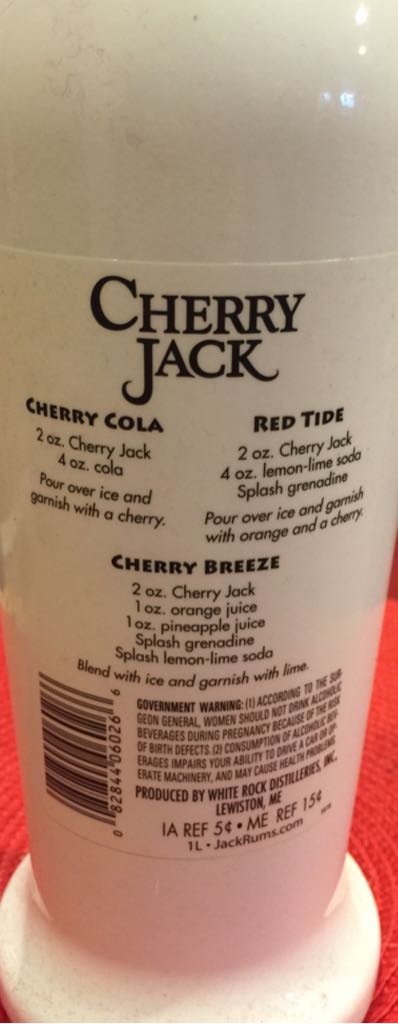 CHERRY
JACK
CHERRY COLA
2 oz. Cherry Jack
4 oz. cola
Pour over ice and
garnish with a cherry.
RED TIDE
2 oz. Cherry Jack
4 oz. lemon-lime soda
Splash grenadine
Pour over ice and garnish
with orange and a cherry.
CHERRY BREEZE
2 oz. Cherry Jack
1 oz. orange juice
1 oz. pineapple juice
Splash grenadine
Splash lemon-lime soda
Blend with ice and garnish with lime.
0 82844 06026 6
GOVERNMENT WARNING: (1) ACCORDING TO THE SUR-
GEON GENERAL, WOMEN SHOULD NOT DRINK ALCOHOLIC
BEVERAGES DURING PREGNANCY BECAUSE OF THE RISK
OF BIRTH DEFECTS. (2) CONSUMPTION OF ALCOHOLIC BEV-
ERAGES IMPAIRS YOUR ABILITY TO DRIVE A CAR OR OP-
ERATE MACHINERY, AND MAY CAUSE HEALTH PROBLEMS.
PRODUCED BY WHITE ROCK DISTILLERIES, INC.
LEWISTON, ME
IA REF 5¢ • ME REF 15¢
1L • JackRums.com